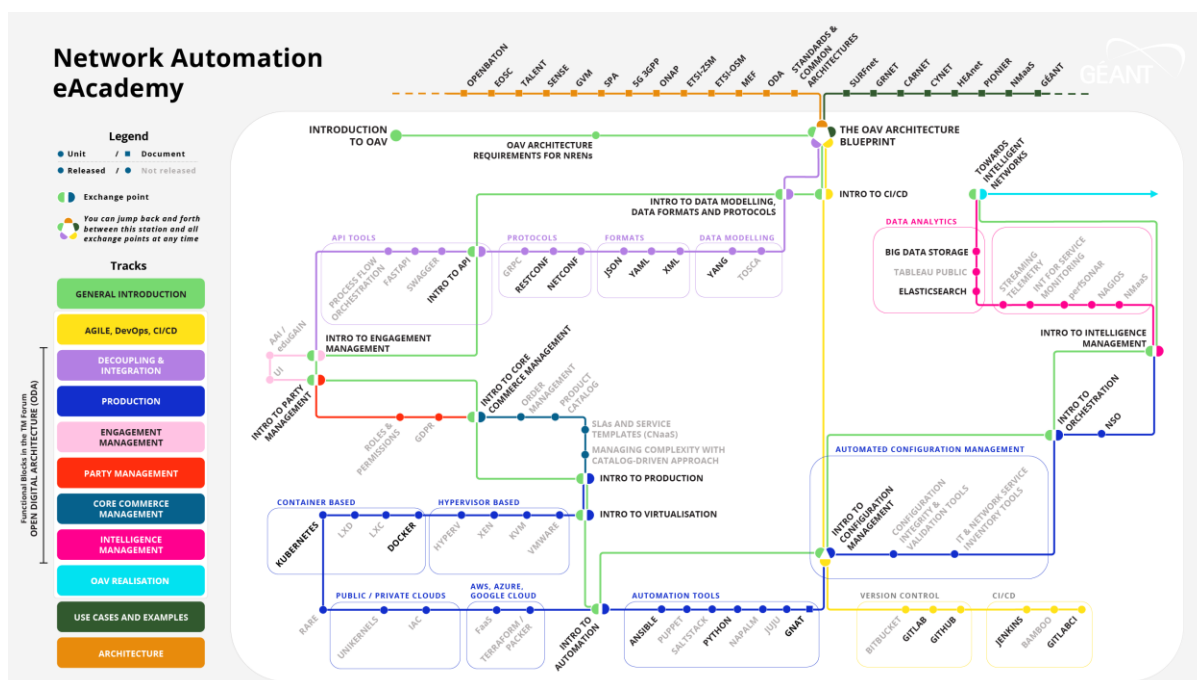 Network Automation
eAcademy
Legend
Unit / Document
Released / Not released
Exchange point
You can jump back and forth
between this station and all
exchange points at any time
Tracks
GENERAL INTRODUCTION
AGILE, DevOps, CI/CD
DECOUPLING &
INTEGRATION
PRODUCTION
ENGAGEMENT
MANAGEMENT
PARTY MANAGEMENT
CORE COMMERCE
MANAGEMENT
INTELLIGENCE
MANAGEMENT
OAV REALISATION
USE CASES AND EXAMPLES
ARCHITECTURE
Functional Blocks in the TM Forum
OPEN DIGITAL ARCHITECTURE (ODA)
OPENBATON
EOSC
TALENT
SENSE
GVM
SPA
5G 3GPP
ONAP
ETSI-ZSM
ETSI-OSM
MEF
ODA
STANDARDS &
COMMON
ARCHITECTURES
SURFnet
GRNET
CARNET
CYNET
HEAnet
PIONIER
NMaaS
GÉANT
GÉANT
INTRODUCTION
TO OAV
OAV ARCHITECTURE
REQUIREMENTS FOR NRENs
THE OAV ARCHITECTURE
BLUEPRINT
INTRO TO DATA MODELLING,
DATA FORMATS AND PROTOCOLS
INTRO TO CI/CD
TOWARDS
INTELLIGENT
NETWORKS
API TOOLS
PROCESS FLOW
ORCHESTRATION
FASTAPI
SWAGGER
INTRO TO API
PROTOCOLS
GRPC
RESTCONF
NETCONF
FORMATS
JSON
YAML
XML
DATA MODELLING
YANG
TOSCA
DATA ANALYTICS
BIG DATA STORAGE
TABLEAU PUBLIC
ELASTICSEARCH
STREAMING
TELEMETRY
INT FOR SERVICE
MONITORING
perfSONAR
NAGIOS
NMaaS
AAI /
eduGAIN
UI
INTRO TO ENGAGEMENT
MANAGEMENT
INTRO TO PARTY
MANAGEMENT
ROLES &
PERMISSIONS
GDPR
INTRO TO CORE
COMMERCE MANAGEMENT
ORDER
MANAGEMENT
PRODUCT
CATALOG
SLAs AND SERVICE
TEMPLATES (CNaaS)
MANAGING COMPLEXITY WITH
CATALOG-DRIVEN APPROACH
INTRO TO PRODUCTION
INTRO TO VIRTUALISATION
INTRO TO INTELLIGENCE
MANAGEMENT
INTRO TO
ORCHESTRATION
NSO
AUTOMATED CONFIGURATION MANAGEMENT
INTRO TO
CONFIGURATION
MANAGEMENT
CONFIGURATION
INTEGRITY &
VALIDATION TOOLS
IT & NETWORK SERVICE
INVENTORY TOOLS
CONTAINER BASED
KUBERNETES
LXD
LXC
DOCKER
HYPERVISOR BASED
HYPERV
XEN
KVM
VMWARE
RARE
PUBLIC / PRIVATE CLOUDS
UNIKERNELS
IAC
AWS, AZURE,
GOOGLE CLOUD
FaaS
TERRAFORM /
PACKER
INTRO TO
AUTOMATION
AUTOMATION TOOLS
ANSIBLE
PUPPET
SALTSTACK
PYTHON
NAPALM
JUJU
GNAT
VERSION CONTROL
BITBUCKET
GITLAB
GITHUB
CI/CD
JENKINS
BAMBOO
GITLABCI